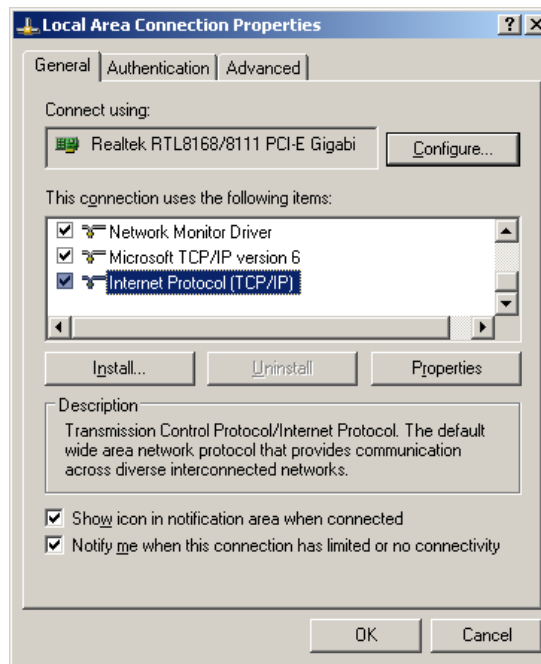 Local Area Connection Properties
General Authentication Advanced
Connect using:
Realtek RTL8168/8111 PCI-E Gigabi Configure...
This connection uses the following items:
Network Monitor Driver
Microsoft TCP/IP version 6
Internet Protocol (TCP/IP)
Install... Uninstall Properties
Description
Transmission Control Protocol/Internet Protocol. The default
wide area network protocol that provides communication
across diverse interconnected networks.
Show icon in notification area when connected
Notify me when this connection has limited or no connectivity
OK Cancel